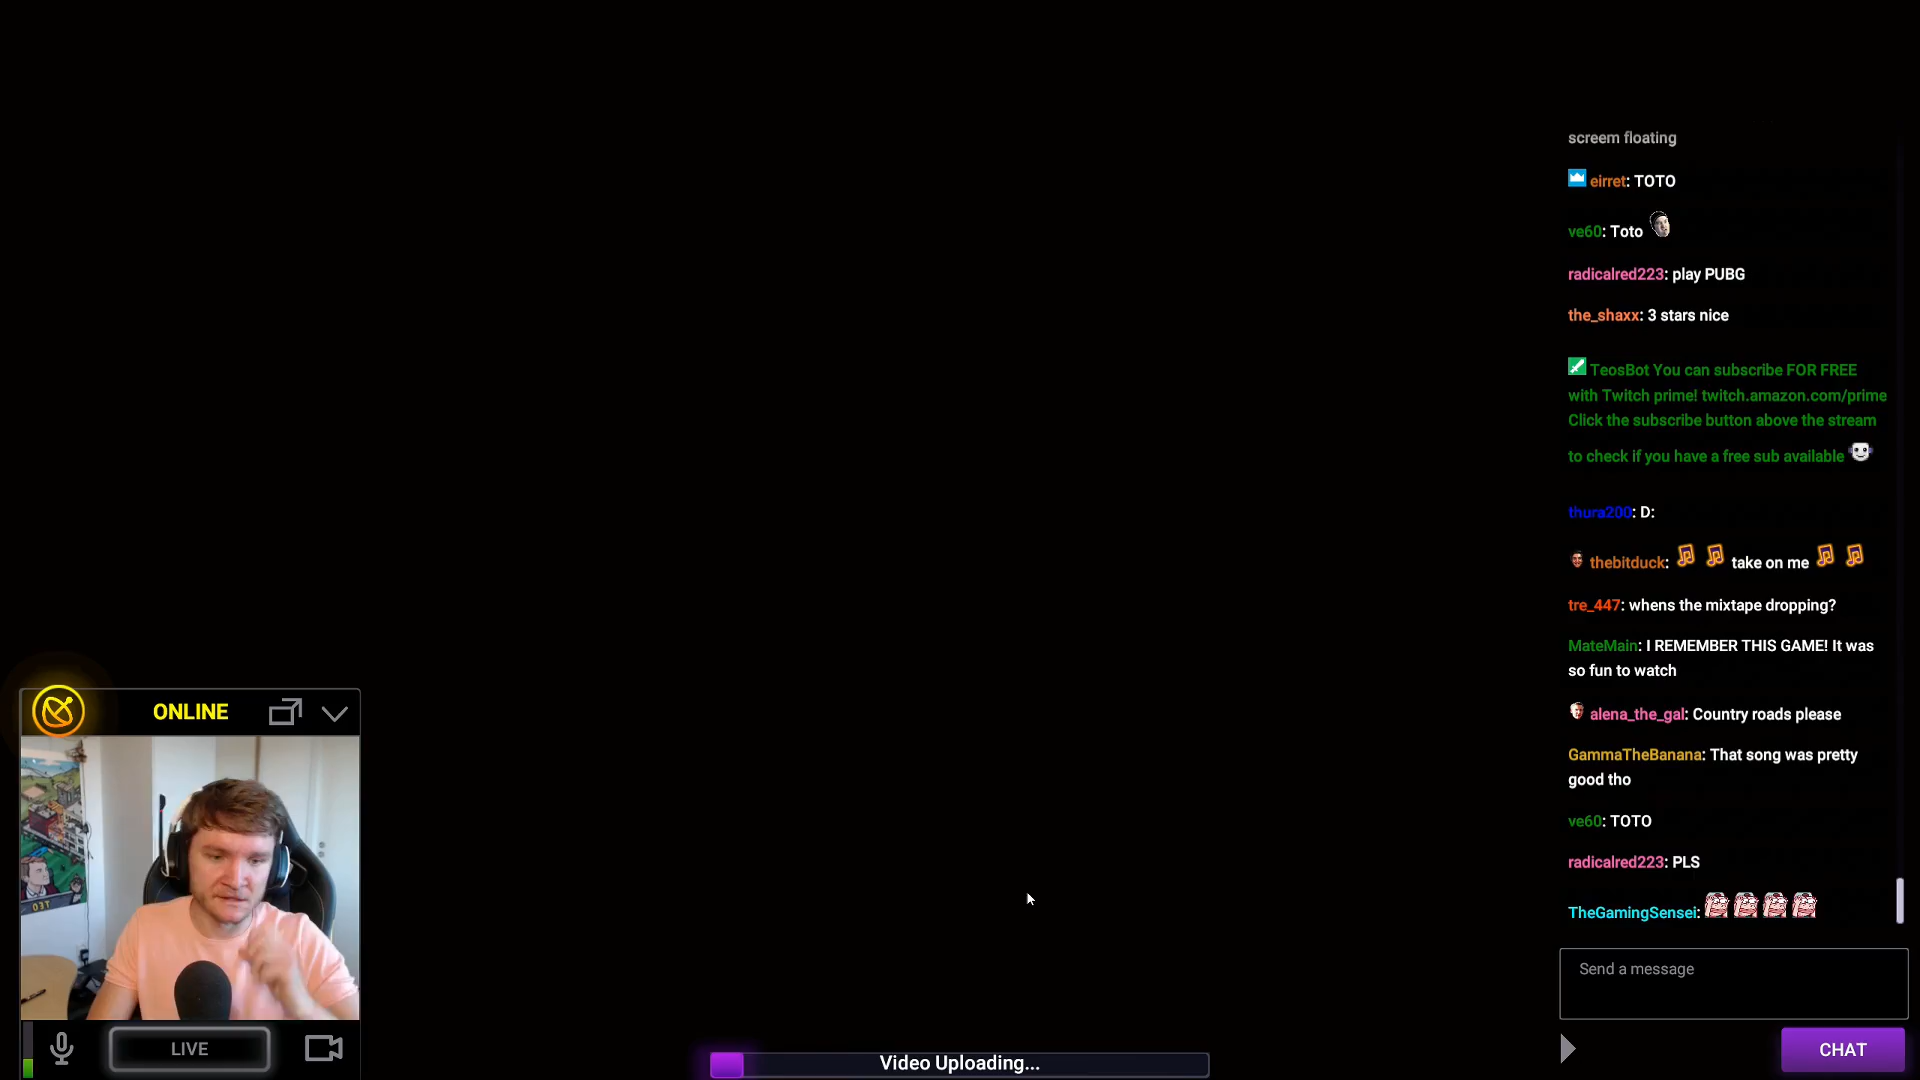 screem floating
eirret: TOTO
ve60: Toto
radicalred223: play PUBG
the_shaxx: 3 stars nice
TeosBot You can subscribe FOR FREE
with Twitch prime! twitch.amazon.com/prime
Click the subscribe button above the stream
to check if you have a free sub available
thura200: D:
thebitduck: take on me
tre_447: whens the mixtape dropping?
MateMain: I REMEMBER THIS GAME! It was
so fun to watch
alena_the_gal: Country roads please
GammaTheBanana: That song was pretty
good tho
ve60: TOTO
radicalred223: PLS
TheGamingSensei:
Send a message
CHAT
ONLINE
TEO
LIVE
Video Uploading...